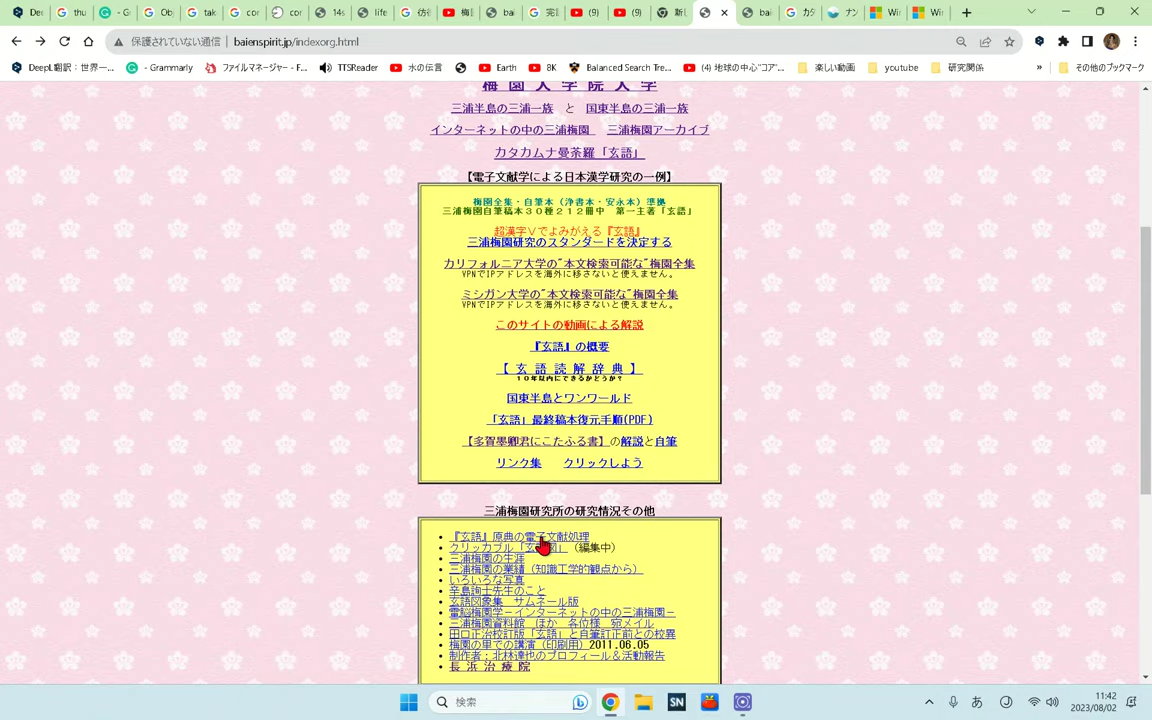 De
thu
- G
Obj
tak
con
cor
14s
life
仿彳
梅園
bai
完訂
(9)
(9)
新し
bai
カタ
ナン
Wir
Wir
保護されていない通信 | baienspirit.jp/indexorg.html
DeepL翻訳：世界一...
- Grammarly
ファイルマネージャー - F...
TTSReader
水の伝言
Earth
8K
Balanced Search Tre...
(4) 地球の中心"コア"...
楽しい動画
youtube
研究関係
»
その他のブックマーク
梅 園 大 学 院 大 学
三浦半島の三浦一族 と 国東半島の三浦一族
インターネットの中の三浦梅園 三浦梅園アーカイブ
カタカムナ曼荼羅「玄語」
【電子文献学による日本漢学研究の一例】
梅園全集・自筆本（浄書本・安永本）準拠
三浦梅園自筆稿本３０種２１２冊中　第一主著「玄語」
超漢字Ⅴでよみがえる『玄語』
三浦梅園研究のスタンダードを決定する
カリフォルニア大学の"本文検索可能な"梅園全集
VPNでIPアドレスを海外に移さないと使えません。
ミシガン大学の"本文検索可能な"梅園全集
VPNでIPアドレスを海外に移さないと使えません。
このサイトの動画による解説
『玄語』の概要
【 玄 語 読 解 辞 典 】
１０年以内にできるかどうか？
国東半島とワンワールド
「玄語」最終稿本復元手順(PDF)
【多賀墨卿君にこたふる書】の解説と自筆
リンク集　クリックしよう
三浦梅園研究所の研究情況その他
『玄語』原典の電子文献処理
クリッカブル「玄語図」（編集中）
三浦梅園の生涯
三浦梅園の業績（知識工学的観点から）
いろいろな写真
辛島詢士先生のこと
玄語図象集　サムネール版
電脳梅園学－インターネットの中の三浦梅園－
三浦梅園資料館　ほか　各位様　宛メイル
田口正治校訂版「玄語」と自筆訂正前との校異
梅園の里での講演（印刷用）2011.06.05
制作者：北林達也のプロフィール＆活動報告
長 浜 治 療 院
検索
SN
あ
11:42
2023/08/02